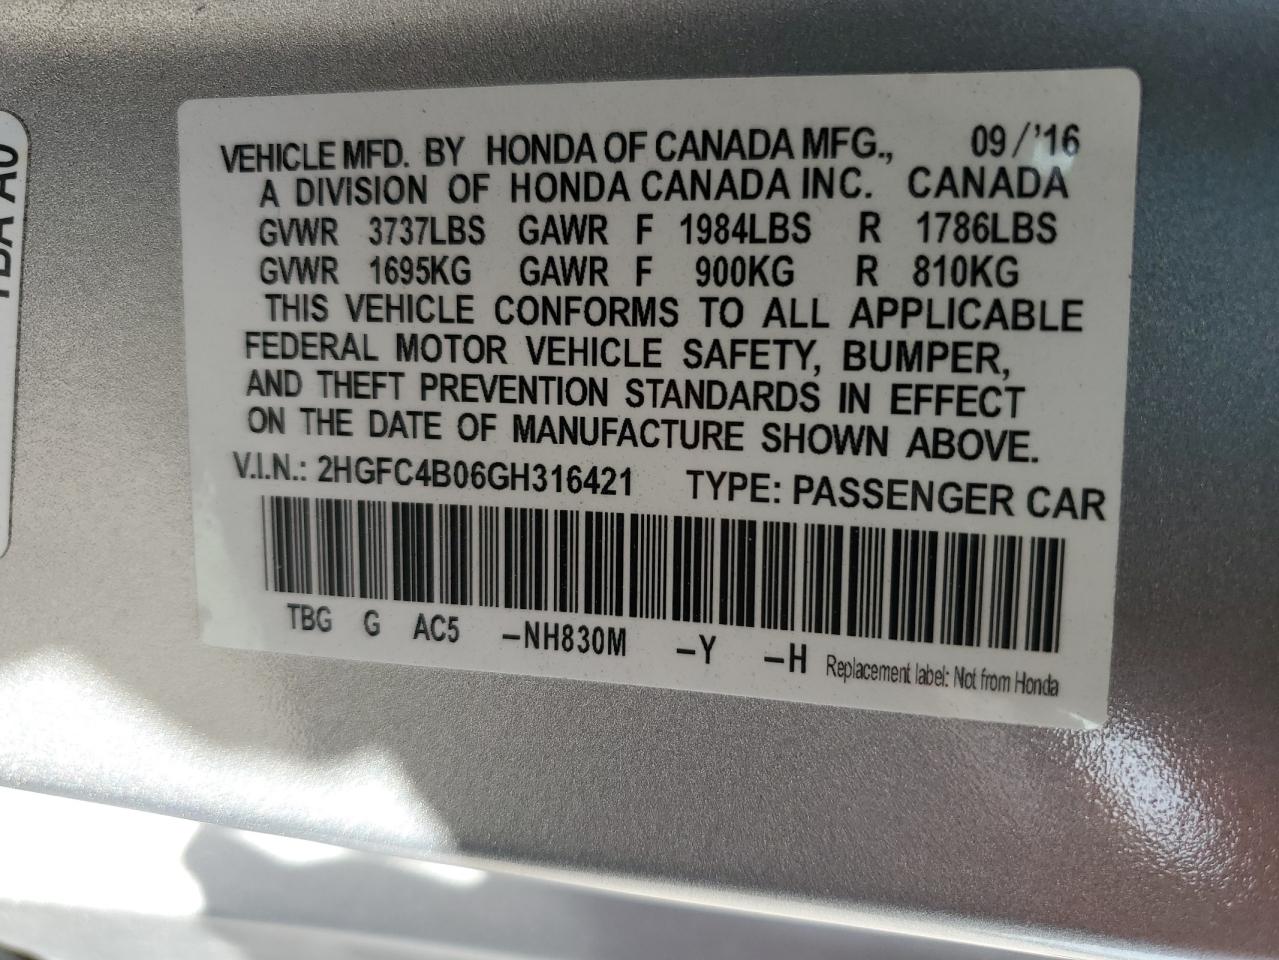 VEHICLE MFD. BY HONDA OF CANADA MFG., 09/'16
A DIVISION OF HONDA CANADA INC. CANADA
GVWR 3737LBS GAWR F 1984LBS R 1786LBS
GVWR 1695KG GAWR F 900KG R 810KG
THIS VEHICLE CONFORMS TO ALL APPLICABLE
FEDERAL MOTOR VEHICLE SAFETY, BUMPER,
AND THEFT PREVENTION STANDARDS IN EFFECT
ON THE DATE OF MANUFACTURE SHOWN ABOVE.
V.I.N.: 2HGFC4B06GH316421 TYPE: PASSENGER CAR
TBG G AC5 -NH830M -Y -H Replacement label: Not from Honda